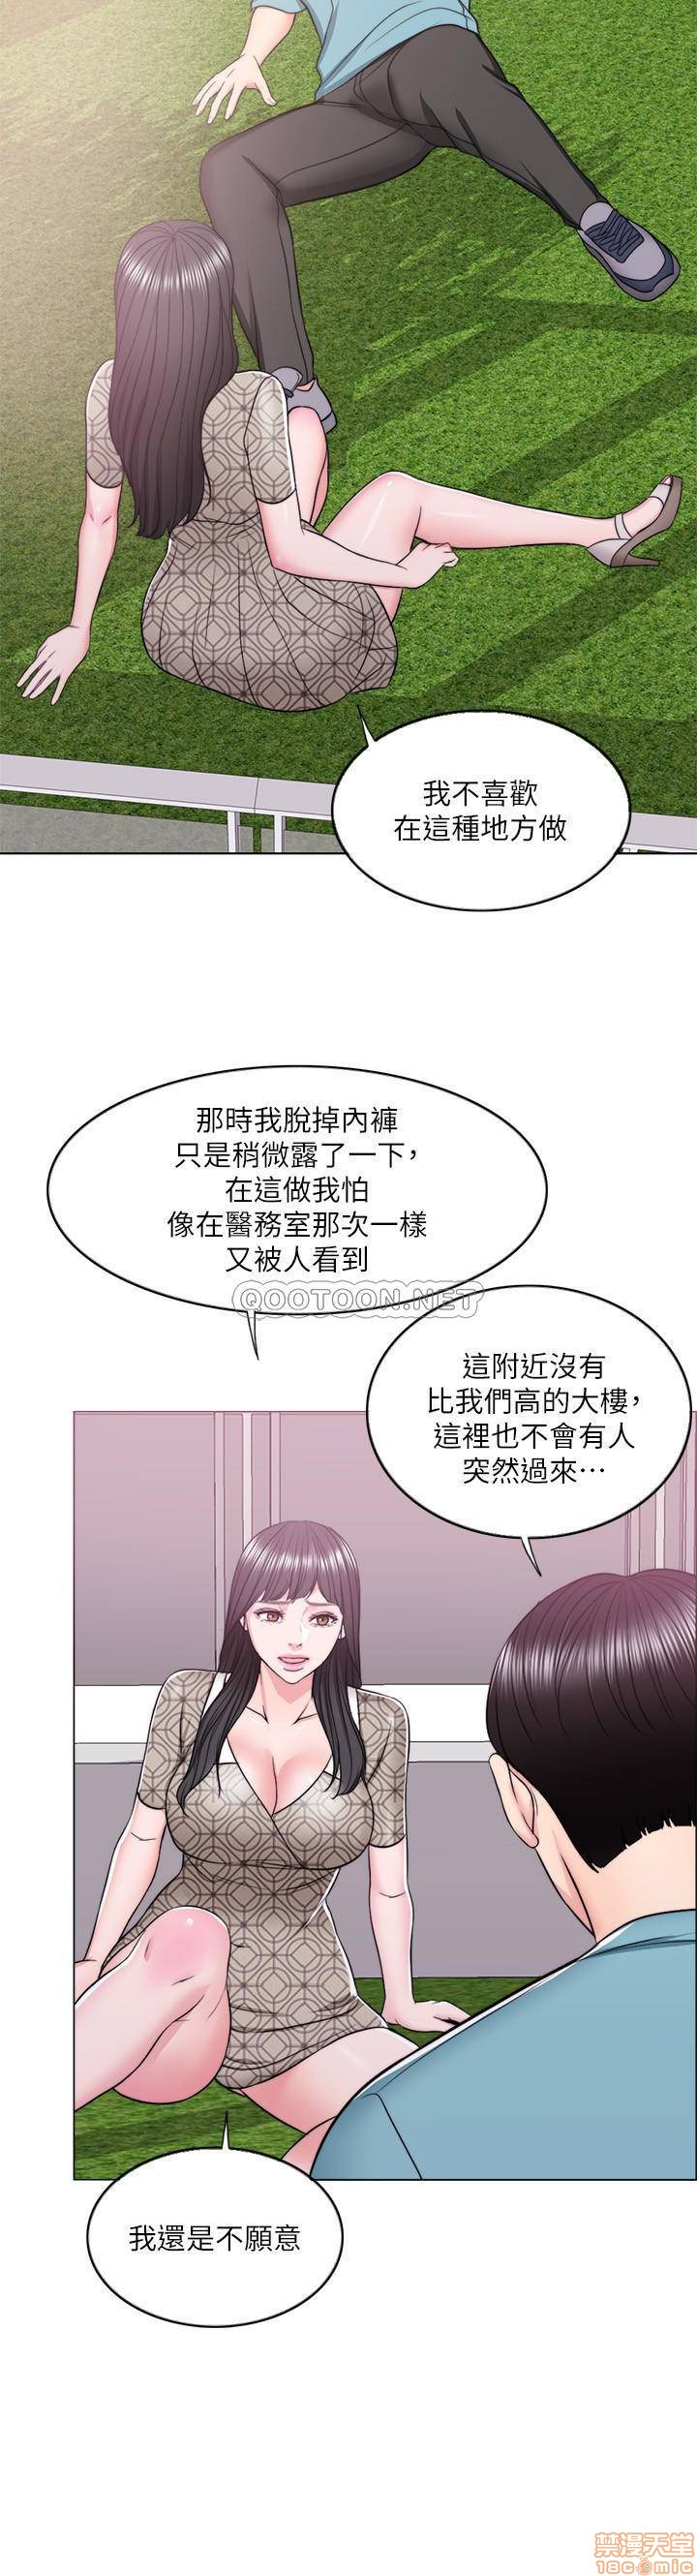 我不喜歡
在這種地方做
那時我脫掉內褲
只是稍微露了一下，
在這做我怕
像在醫務室那次一樣
又被人看到
QOOTOON.NET
這附近沒有
比我們高的大樓，
這裡也不會有人
突然過來…
我還是不願意
禁漫天堂
18comic